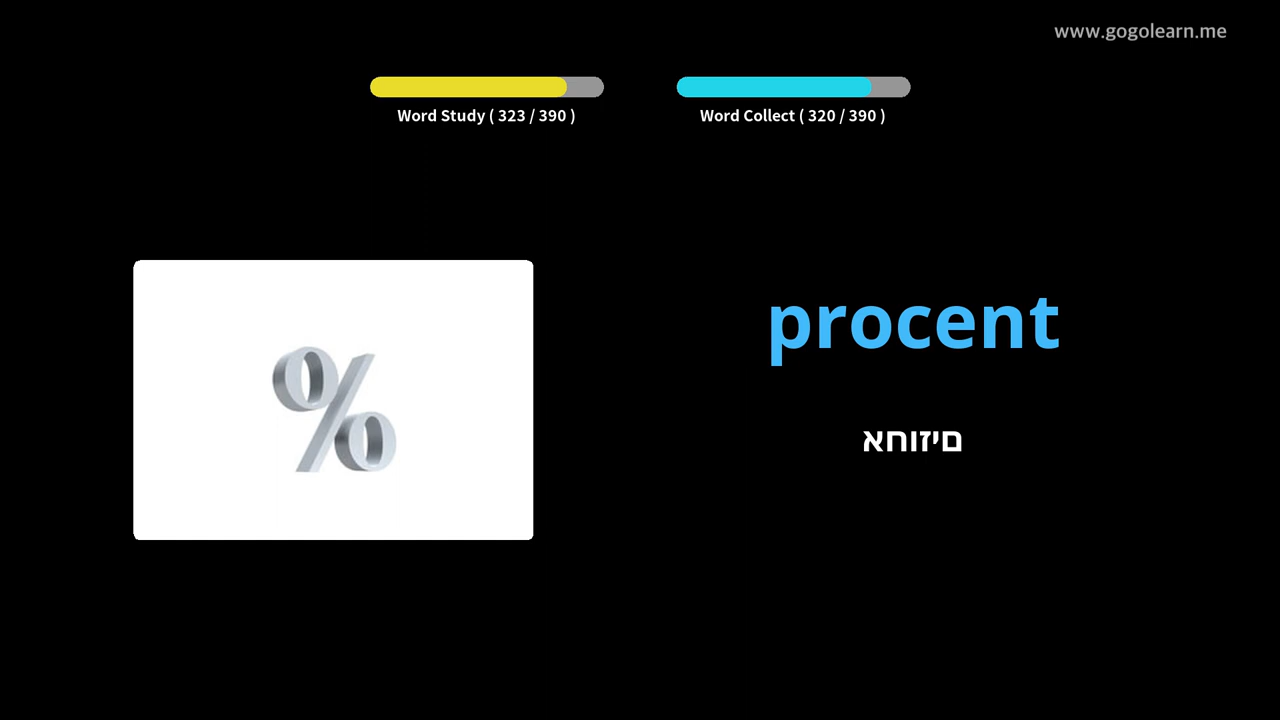 www.gogolearn.me
Word Study ( 323 / 390 )
Word Collect ( 320 / 390 )
%
procent
אחוזים